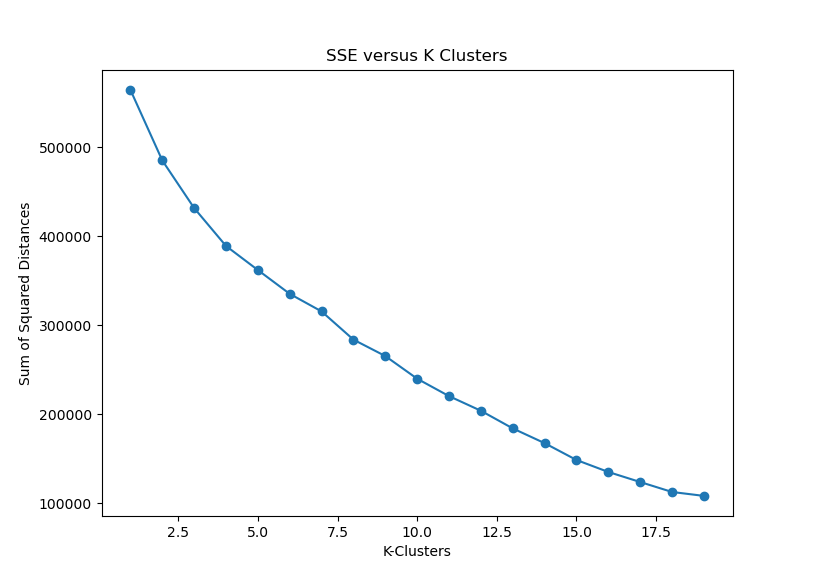 SSE versus K Clusters
Sum of Squared Distances
500000
400000
300000
200000
100000
2.5 5.0 7.5 10.0 12.5 15.0 17.5
K-Clusters